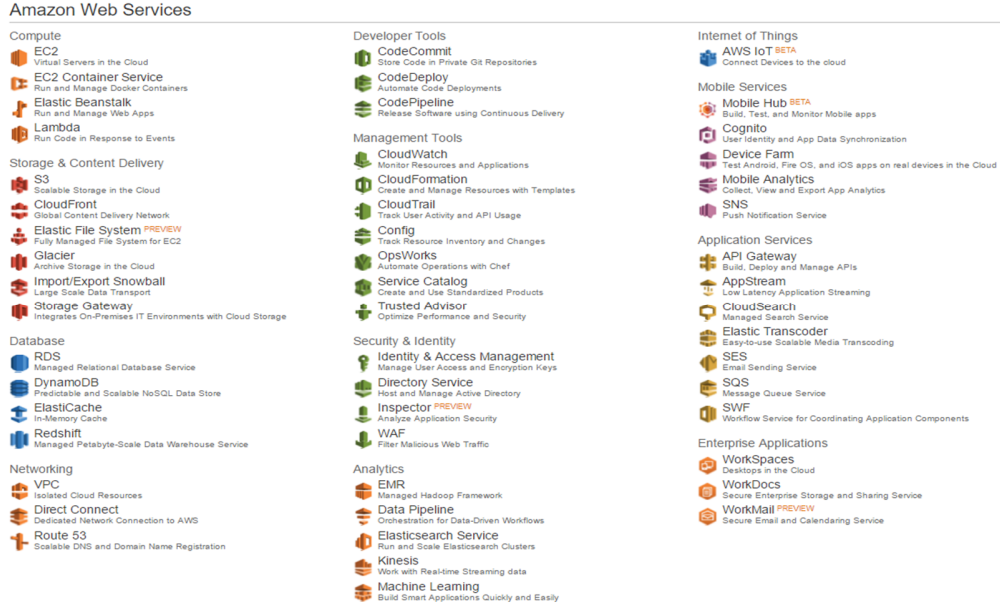 Amazon Web Services
Compute
EC2
Virtual Servers in the Cloud
EC2 Container Service
Run and Manage Docker Containers
Elastic Beanstalk
Run and Manage Web Apps
Lambda
Run Code in Response to Events
Storage & Content Delivery
S3
Scalable Storage in the Cloud
CloudFront
Global Content Delivery Network
Elastic File System PREVIEW
Fully Managed File System for EC2
Glacier
Archive Storage in the Cloud
Import/Export Snowball
Large Scale Data Transport
Storage Gateway
Integrates On-Premises IT Environments with Cloud Storage
Database
RDS
Managed Relational Database Service
DynamoDB
Predictable and Scalable NoSQL Data Store
ElastiCache
In-Memory Cache
Redshift
Managed Petabyte-Scale Data Warehouse Service
Networking
VPC
Isolated Cloud Resources
Direct Connect
Dedicated Network Connection to AWS
Route 53
Scalable DNS and Domain Name Registration
Developer Tools
CodeCommit
Store Code in Private Git Repositories
CodeDeploy
Automate Code Deployments
CodePipeline
Release Software using Continuous Delivery
Management Tools
CloudWatch
Monitor Resources and Applications
CloudFormation
Create and Manage Resources with Templates
CloudTrail
Track User Activity and API Usage
Config
Track Resource Inventory and Changes
OpsWorks
Automate Operations with Chef
Service Catalog
Create and Use Standardized Products
Trusted Advisor
Optimize Performance and Security
Security & Identity
Identity & Access Management
Manage User Access and Encryption Keys
Directory Service
Host and Manage Active Directory
Inspector PREVIEW
Analyze Application Security
WAF
Filter Malicious Web Traffic
Analytics
EMR
Managed Hadoop Framework
Data Pipeline
Orchestration for Data-Driven Workflows
Elasticsearch Service
Run and Scale Elasticsearch Clusters
Kinesis
Work with Real-time Streaming data
Machine Learning
Build Smart Applications Quickly and Easily
Internet of Things
AWS IoT BETA
Connect Devices to the cloud
Mobile Services
Mobile Hub BETA
Build, Test, and Monitor Mobile apps
Cognito
User Identity and App Data Synchronization
Device Farm
Test Android, Fire OS, and iOS apps on real devices in the Cloud
Mobile Analytics
Collect, View and Export App Analytics
SNS
Push Notification Service
Application Services
API Gateway
Build, Deploy and Manage APIs
AppStream
Low Latency Application Streaming
CloudSearch
Managed Search Service
Elastic Transcoder
Easy-to-use Scalable Media Transcoding
SES
Email Sending Service
SQS
Message Queue Service
SWF
Workflow Service for Coordinating Application Components
Enterprise Applications
WorkSpaces
Desktops in the Cloud
WorkDocs
Secure Enterprise Storage and Sharing Service
WorkMail PREVIEW
Secure Email and Calendaring Service